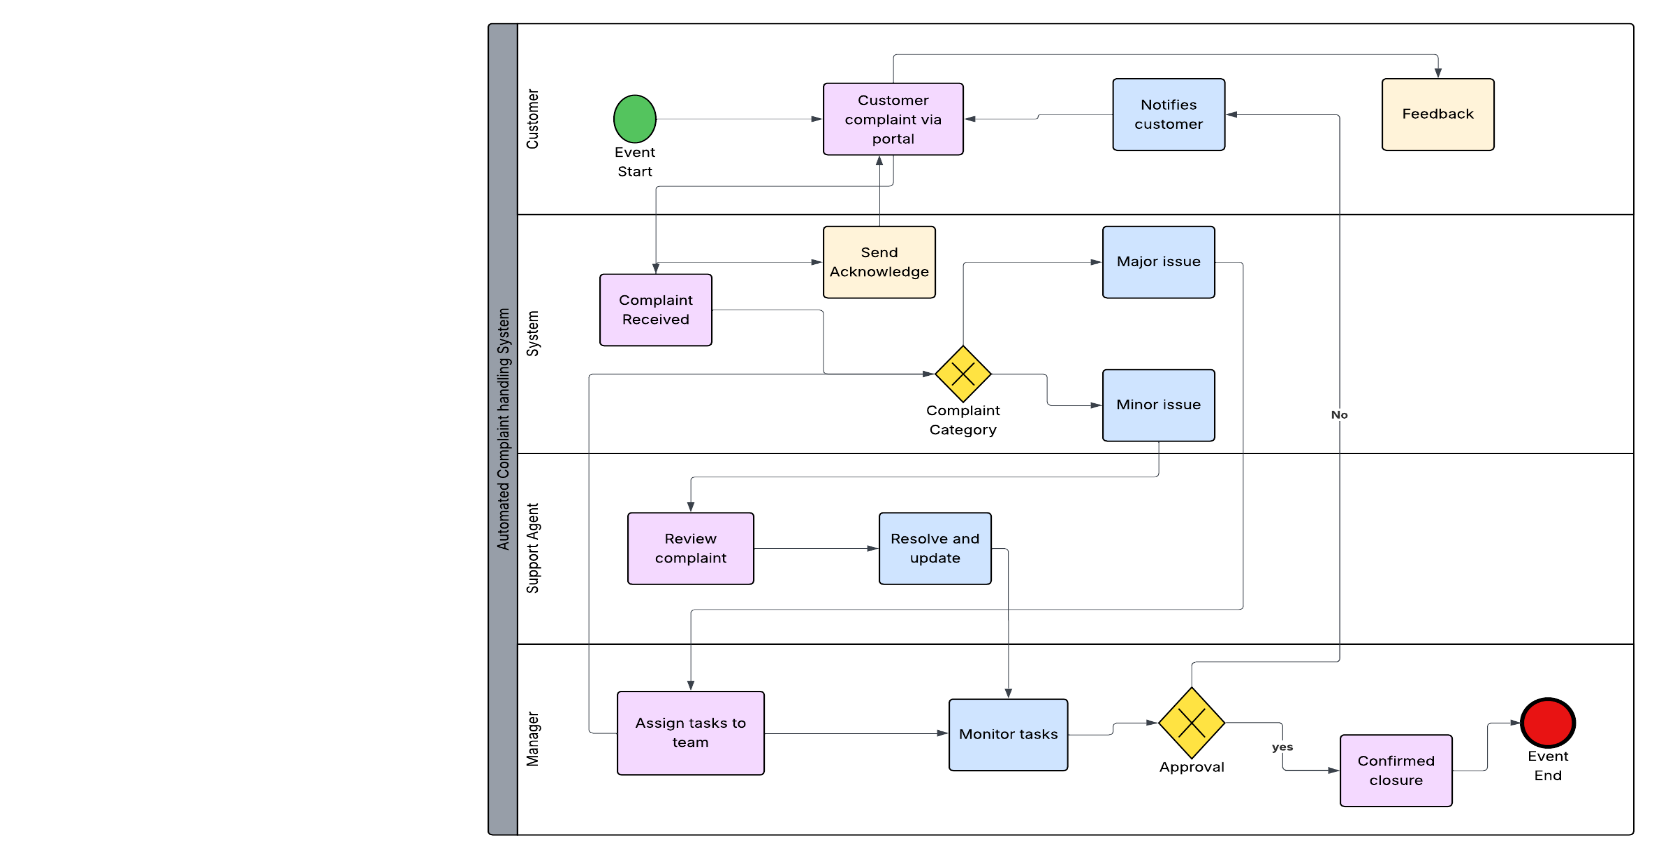 Automated Complaint handling System
Customer
Event
Start
Customer
complaint via
portal
Notifies
customer
Feedback
System
Send
Acknowledge
Major issue
Complaint
Received
Complaint
Category
Minor issue
No
Support Agent
Review
complaint
Resolve and
update
Manager
Assign tasks to
team
Monitor tasks
Approval
yes
Confirmed
closure
Event
End